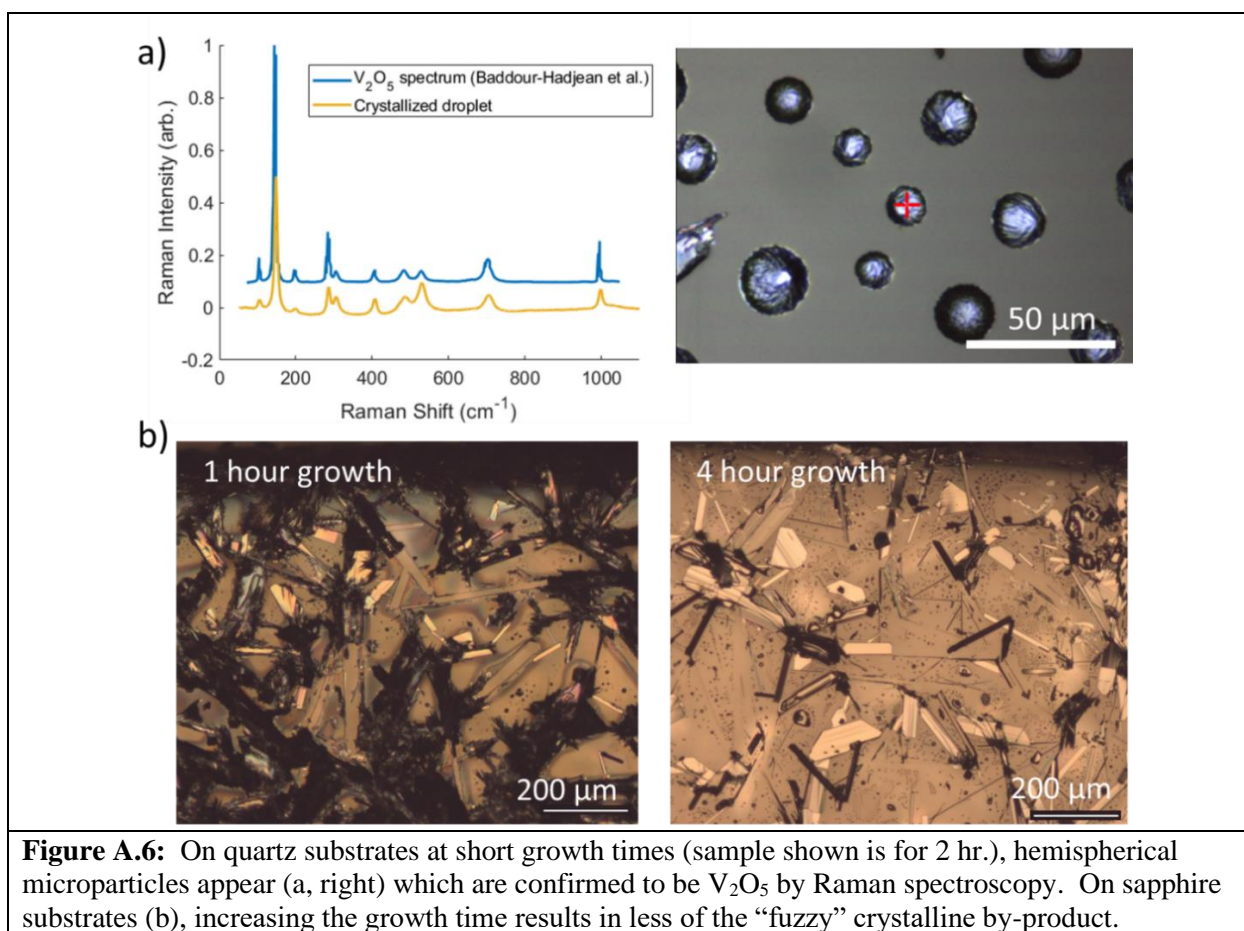 a)
1
0.8
0.6
0.4
0.2
0
-0.2
Raman Intensity (arb.)
V₂O₅ spectrum (Baddour-Hadjean et al.)
Crystallized droplet
0 200 400 600 800 1000
Raman Shift (cm⁻¹)
50 µm
b)
1 hour growth
200 µm
4 hour growth
200 µm
Figure A.6: On quartz substrates at short growth times (sample shown is for 2 hr.), hemispherical
microparticles appear (a, right) which are confirmed to be V₂O₅ by Raman spectroscopy. On sapphire
substrates (b), increasing the growth time results in less of the “fuzzy” crystalline by-product.